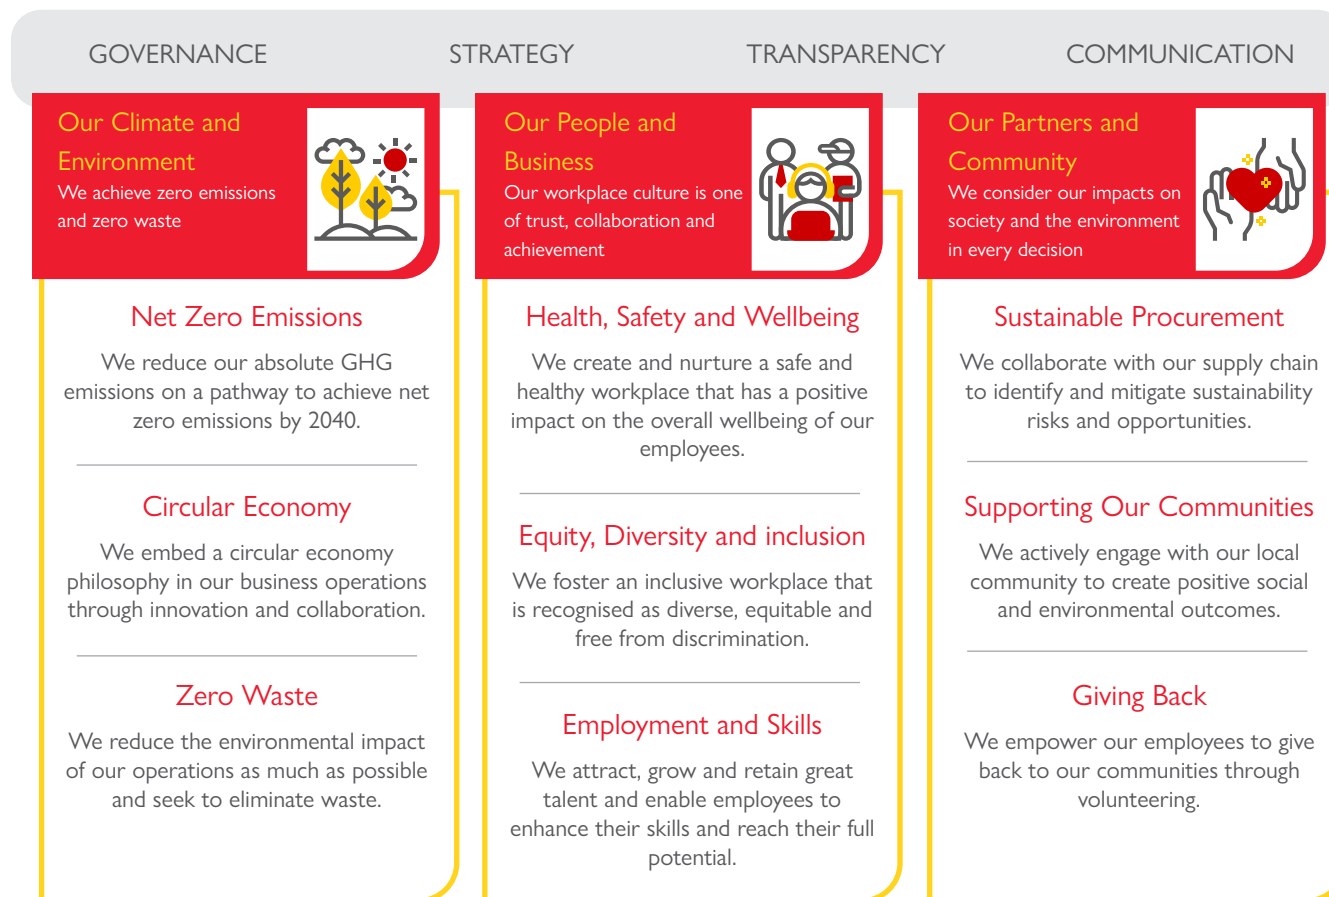 GOVERNANCE STRATEGY TRANSPARENCY COMMUNICATION
Our Climate and
Environment
We achieve zero emissions
and zero waste
Net Zero Emissions
We reduce our absolute GHG
emissions on a pathway to achieve net
zero emissions by 2040.
Circular Economy
We embed a circular economy
philosophy in our business operations
through innovation and collaboration.
Zero Waste
We reduce the environmental impact
of our operations as much as possible
and seek to eliminate waste.
Our People and
Business
Our workplace culture is one
of trust, collaboration and
achievement
Health, Safety and Wellbeing
We create and nurture a safe and
healthy workplace that has a positive
impact on the overall wellbeing of our
employees.
Equity, Diversity and inclusion
We foster an inclusive workplace that
is recognised as diverse, equitable and
free from discrimination.
Employment and Skills
We attract, grow and retain great
talent and enable employees to
enhance their skills and reach their full
potential.
Our Partners and
Community
We consider our impacts on
society and the environment
in every decision
Sustainable Procurement
We collaborate with our supply chain
to identify and mitigate sustainability
risks and opportunities.
Supporting Our Communities
We actively engage with our local
community to create positive social
and environmental outcomes.
Giving Back
We empower our employees to give
back to our communities through
volunteering.